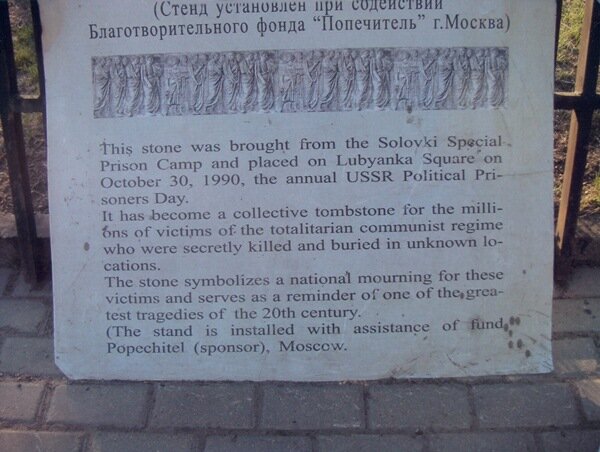 (Стенд установлен при содействии
Благотворительного фонда “Попечитель” г.Москва)
This stone was brought from the Solovki Special
Prison Camp and placed on Lubyanka Square on
October 30, 1990, the annual USSR Political Pri-
soners Day.
It has become a collective tombstone for the milli-
ons of victims of the totalitarian communist regime
who were secretly killed and buried in unknown lo-
cations.
The stone symbolizes a national mourning for these
victims and serves as a reminder of one of the grea-
test tragedies of the 20th century.
(The stand is installed with assistance of fund
Popechitel (sponsor), Moscow.